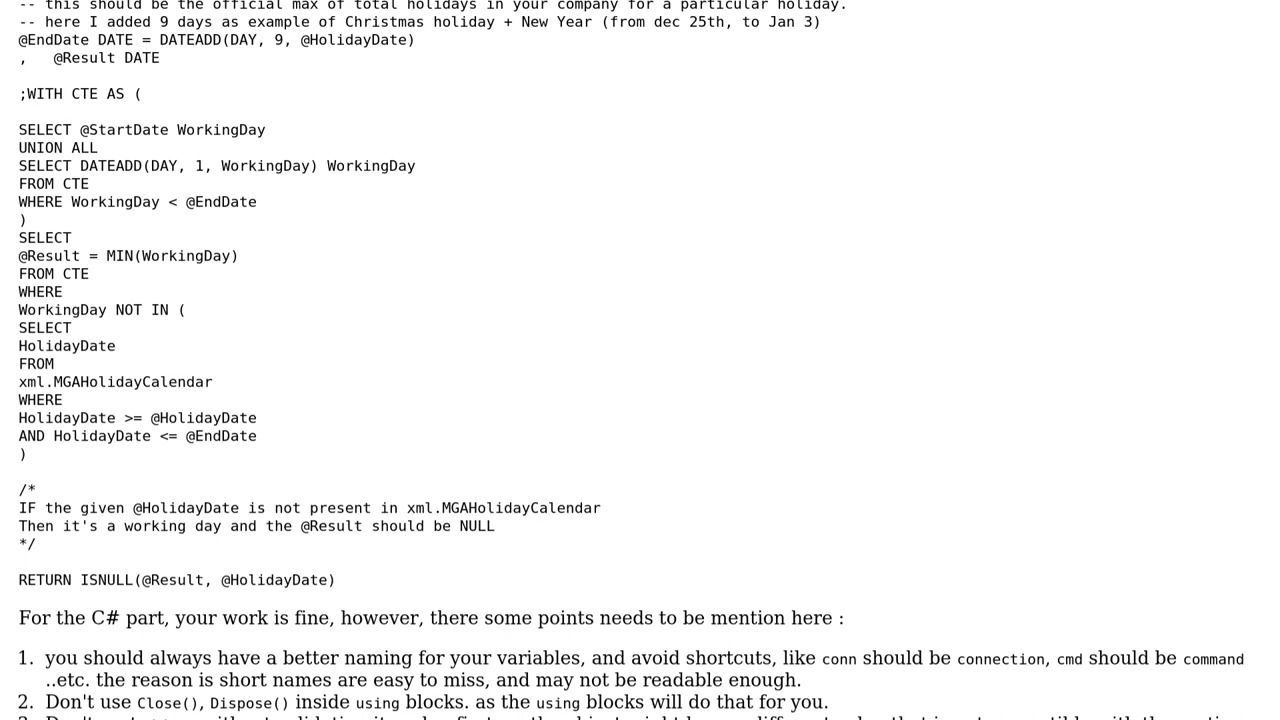 -- this should be the official max of total holidays in your company for a particular holiday.
-- here I added 9 days as example of Christmas holiday + New Year (from dec 25th, to Jan 3)
@EndDate DATE = DATEADD(DAY, 9, @HolidayDate)
,   @Result DATE
;WITH CTE AS (
SELECT @StartDate WorkingDay
UNION ALL
SELECT DATEADD(DAY, 1, WorkingDay) WorkingDay
FROM CTE
WHERE WorkingDay < @EndDate
)
SELECT
@Result = MIN(WorkingDay)
FROM CTE
WHERE
WorkingDay NOT IN (
SELECT
HolidayDate
FROM
xml.MGAHolidayCalendar
WHERE
HolidayDate >= @HolidayDate
AND HolidayDate <= @EndDate
)
/*
IF the given @HolidayDate is not present in xml.MGAHolidayCalendar
Then it's a working day and the @Result should be NULL
*/
RETURN ISNULL(@Result, @HolidayDate)
For the C# part, your work is fine, however, there some points needs to be mention here :
1. you should always have a better naming for your variables, and avoid shortcuts, like conn should be connection, cmd should be command
..etc. the reason is short names are easy to miss, and may not be readable enough.
2. Don't use Close(), Dispose() inside using blocks. as the using blocks will do that for you.